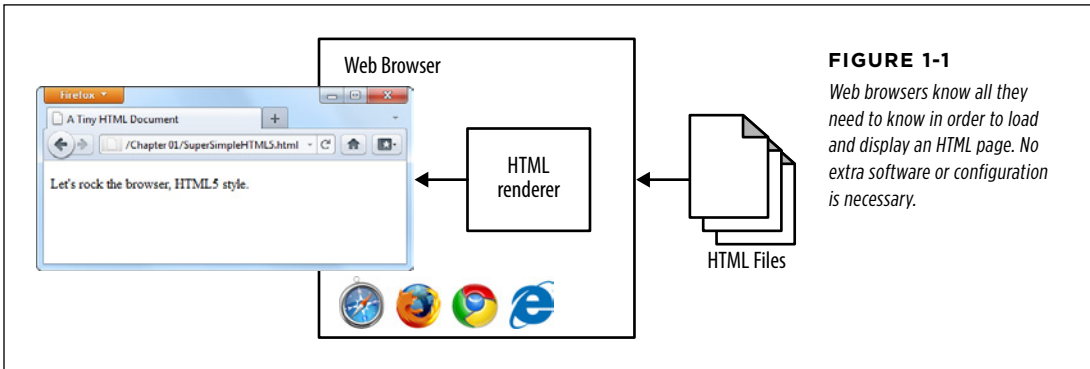 Web Browser
Firefox
A Tiny HTML Document
/Chapter 01/SuperSimpleHTML5.html
Let's rock the browser, HTML5 style.
HTML
renderer
HTML Files
FIGURE 1-1
Web browsers know all they
need to know in order to load
and display an HTML page. No
extra software or configuration
is necessary.